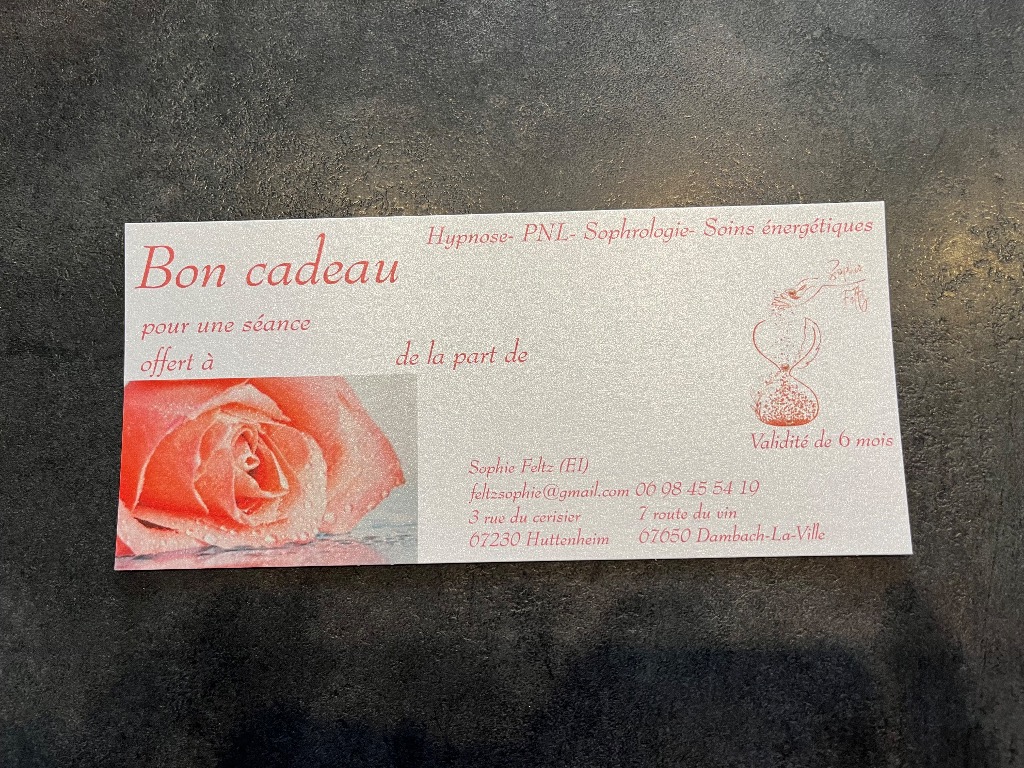 Hypnose- PNL- Sophrologie- Soins énergétiques
Bon cadeau
pour une séance
offert à
de la part de
Sophie
Feltz
Validité de 6 mois
Sophie Feltz (EI)
feltzsophie@gmail.com 06 98 45 54 19
3 rue du cerisier 7 route du vin
67230 Huttenheim 67650 Dambach-La-Ville